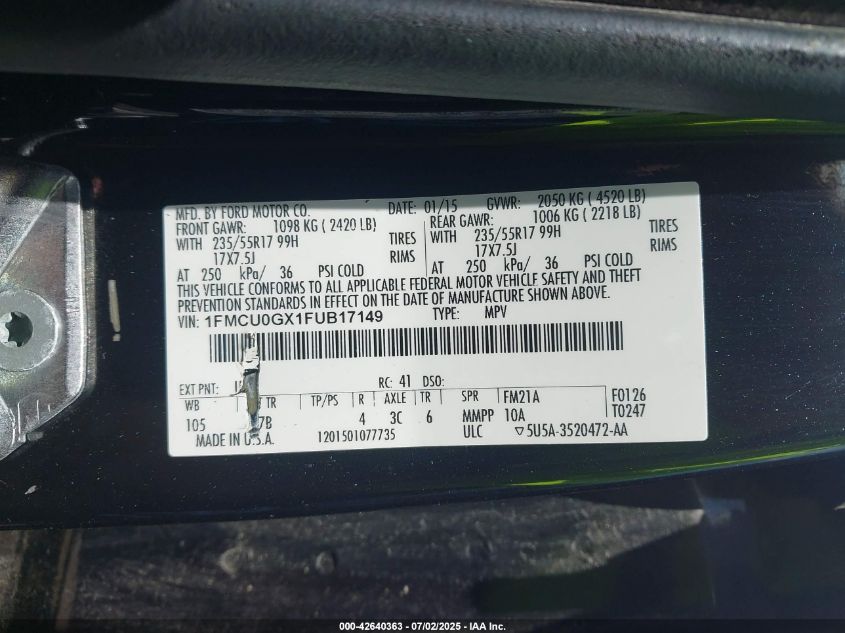 MFD. BY FORD MOTOR CO. DATE: 01/15 GVWR: 2050 KG ( 4520 LB)
FRONT GAWR: 1098 KG ( 2420 LB) REAR GAWR: 1006 KG ( 2218 LB)
WITH 235/55R17 99H TIRES WITH 235/55R17 99H TIRES
17X7.5J RIMS 17X7.5J RIMS
AT 250 kPa/ 36 PSI COLD AT 250 kPa/ 36 PSI COLD
THIS VEHICLE CONFORMS TO ALL APPLICABLE FEDERAL MOTOR VEHICLE SAFETY AND THEFT
PREVENTION STANDARDS IN EFFECT ON THE DATE OF MANUFACTURE SHOWN ABOVE.
VIN: 1FMCU0GX1FUB17149 TYPE: MPV
EXT PNT: RC: 41 DSO:
WB TR TP/PS R AXLE TR SPR FM21A F0126
105 7B 4 3C 6 MMPP 10A T0247
MADE IN U.S.A. 1201501077735 ULC ▽5U5A-3520472-AA
000-42640363 - 07/02/2025 - IAA Inc.